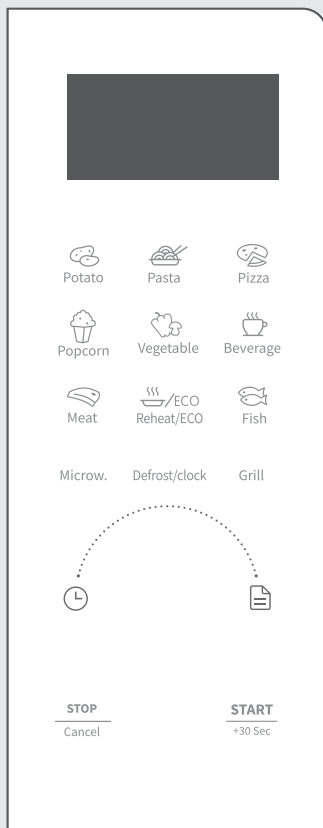 Potato Pasta Pizza
Popcorn Vegetable Beverage
/ECO
Meat Reheat/ECO Fish
Microw. Defrost/clock Grill
STOP START
Cancel +30 Sec